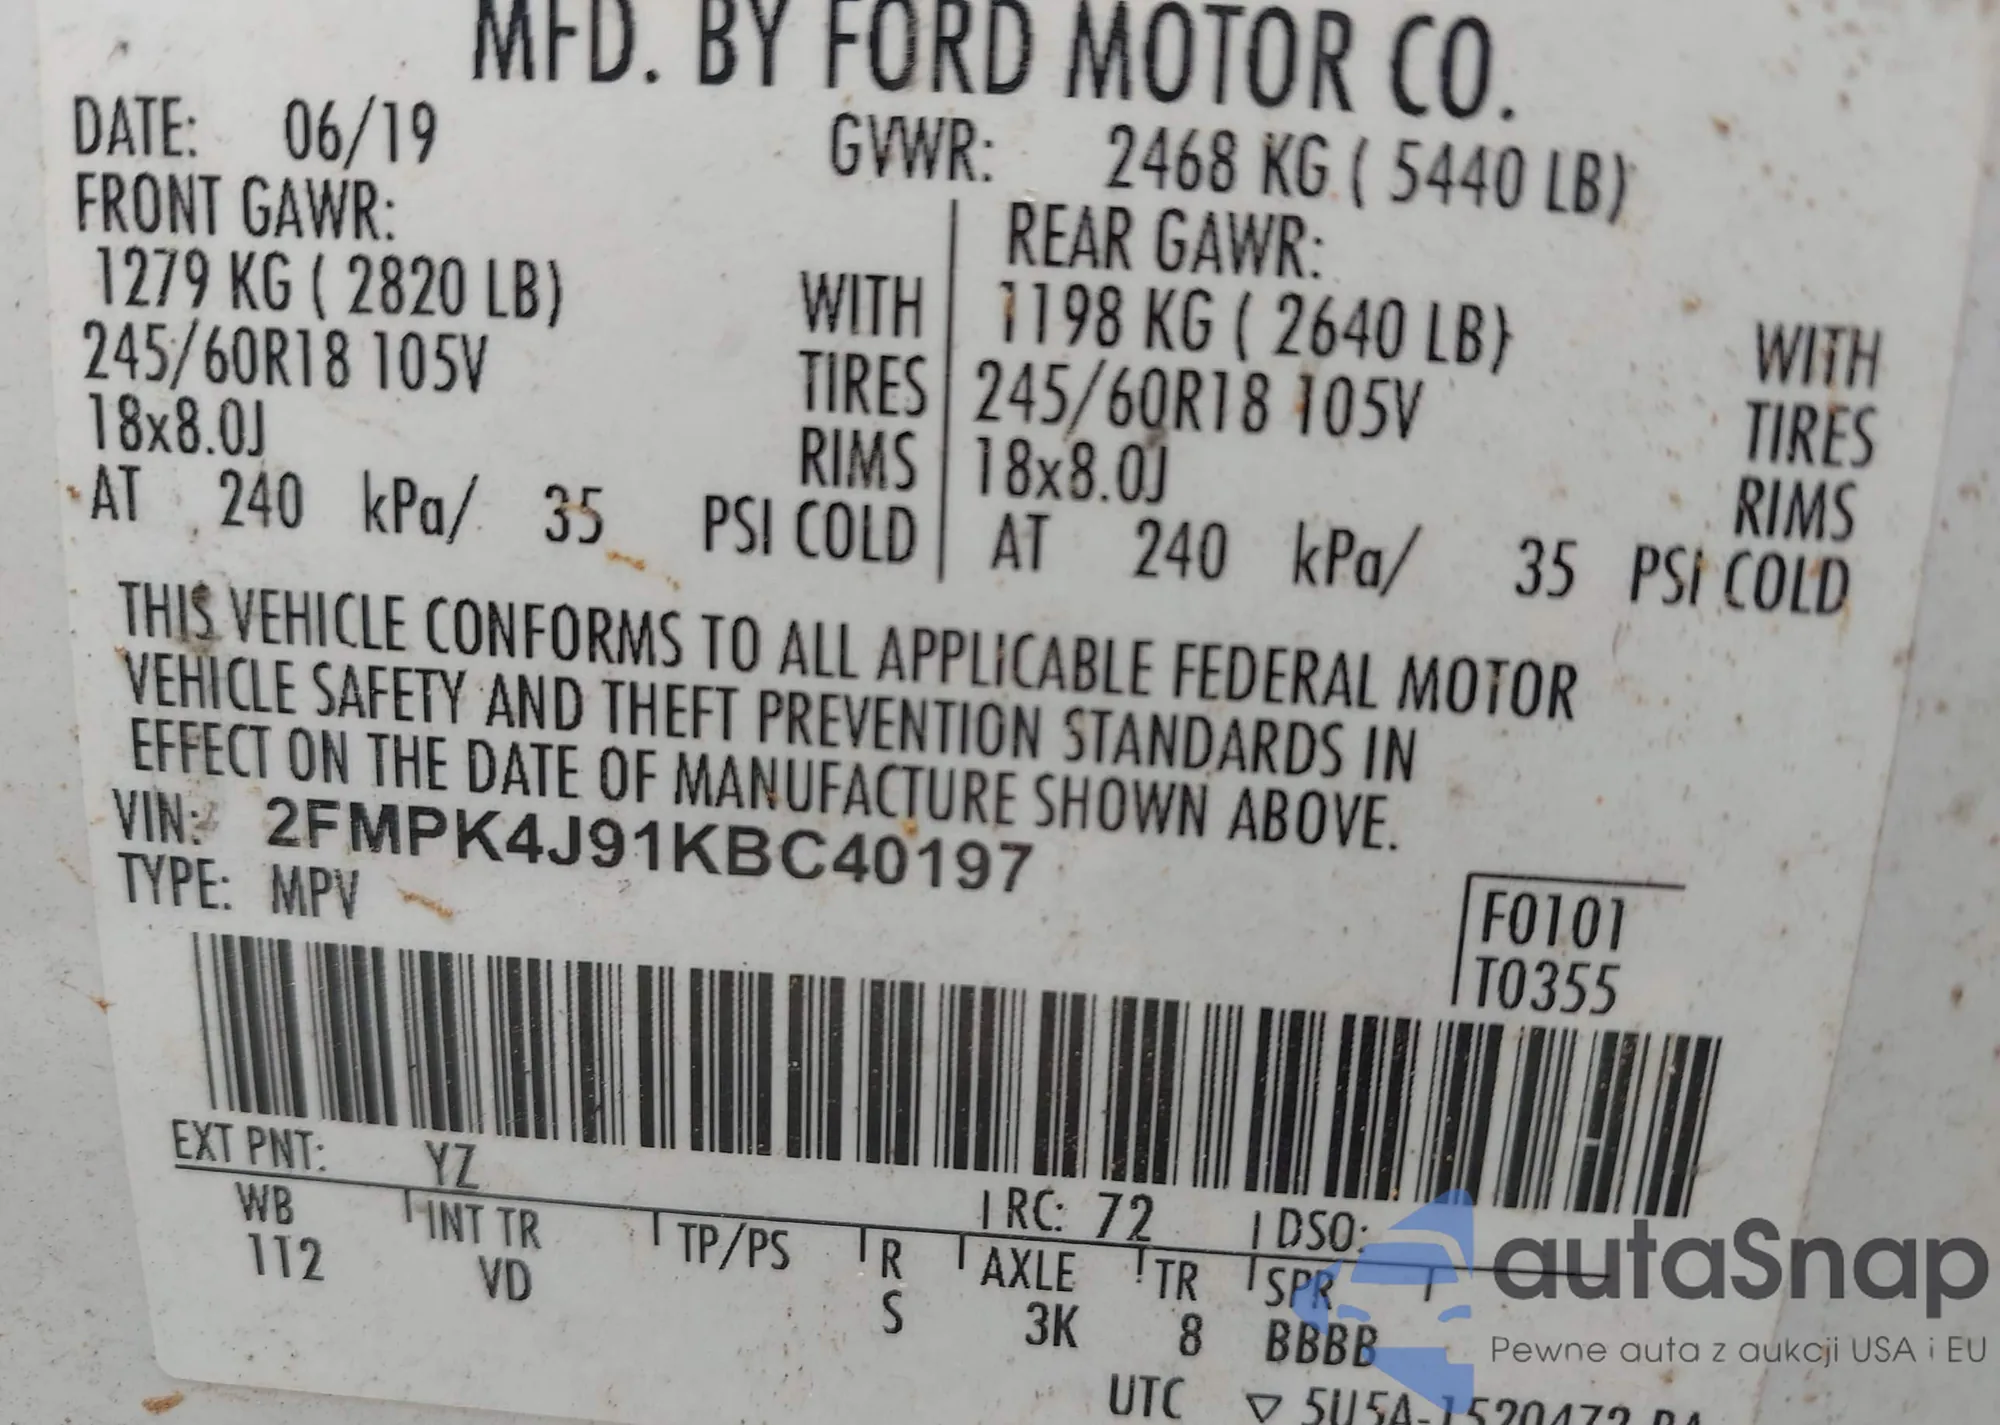 MFD. BY FORD MOTOR CO.
DATE: 06/19 GVWR: 2468 KG ( 5440 LB)
FRONT GAWR: REAR GAWR:
1279 KG ( 2820 LB) WITH 1198 KG ( 2640 LB) WITH
245/60R18 105V TIRES 245/60R18 105V TIRES
18x8.0J RIMS 18x8.0J RIMS
AT 240 kPa/ 35 PSI COLD AT 240 kPa/ 35 PSI COLD
THIS VEHICLE CONFORMS TO ALL APPLICABLE FEDERAL MOTOR
VEHICLE SAFETY AND THEFT PREVENTION STANDARDS IN
EFFECT ON THE DATE OF MANUFACTURE SHOWN ABOVE.
VIN: 2FMPK4J91KBC40197
TYPE: MPV
F0101
T0355
EXT PNT: YZ RC: 72 DSO:
WB INT TR TP/PS R AXLE TR SPR
1T2 VD S 3K 8 BBBB
UTC ▽ 5U5A-1520472
autaSnap
Pewne auta z aukcji USA i EU